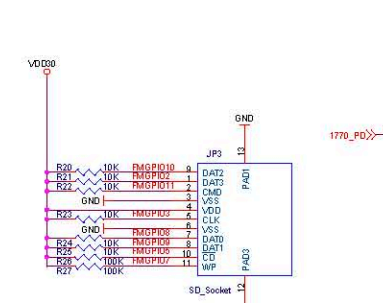 VDD30
GND
13
1770_PD
JP3
R20 10K FMGPIO10 9 DAT2 PAD1
R21 10K FMGPIO2 1 DAT3
R22 10K FMGPIO11 2 CMD
GND 3 VSS
4 VDD
R23 10K FMGPIO3 5 CLK
GND 6 VSS
FMGPIO8 7 DAT0
R24 10K FMGPIO9 8 DAT1
R25 10K FMGPIO6 10 CD PAD3
R26 100K FMGPIO7 11 WP
R27 100K
SD_Socket 12